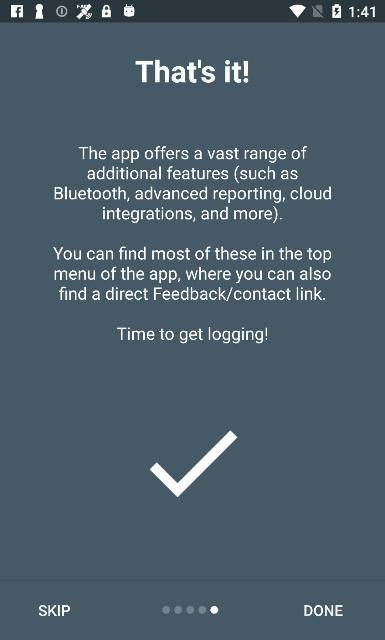 1:41
That's it!
The app offers a vast range of
additional features (such as
Bluetooth, advanced reporting, cloud
integrations, and more).
You can find most of these in the top
menu of the app, where you can also
find a direct Feedback/contact link.
Time to get logging!
SKIP
DONE